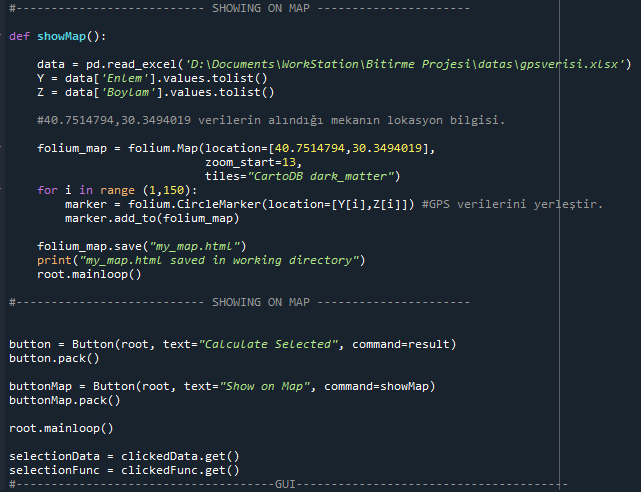 #--------------------------- SHOWING ON MAP ----------------------
def showMap():
data = pd.read_excel('D:\Documents\WorkStation\Bitirme Projesi\datas\gpsverisi.xlsx')
Y = data['Enlem'].values.tolist()
Z = data['Boylam'].values.tolist()
#40.7514794,30.3494019 verilerin alındığı mekanın lokasyon bilgisi.
folium_map = folium.Map(location=[40.7514794,30.3494019],
zoom_start=13,
tiles="CartoDB dark_matter")
for i in range (1,150):
marker = folium.CircleMarker(location=[Y[i],Z[i]]) #GPS verilerini yerleştir.
marker.add_to(folium_map)
folium_map.save("my_map.html")
print("my_map.html saved in working directory")
root.mainloop()
#--------------------------- SHOWING ON MAP ----------------------
button = Button(root, text="Calculate Selected", command=result)
button.pack()
buttonMap = Button(root, text="Show on Map", command=showMap)
buttonMap.pack()
root.mainloop()
selectionData = clickedData.get()
selectionFunc = clickedFunc.get()
#-------------------------------------GUI---------------------------------------